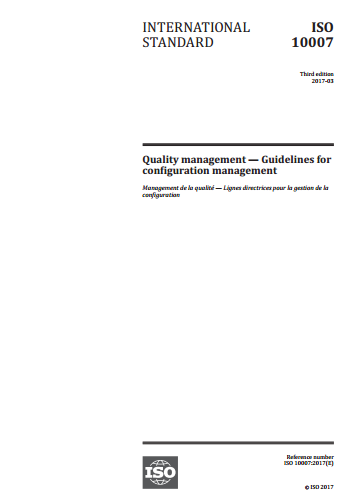 INTERNATIONAL
STANDARD
ISO
10007
Third edition
2017-03
Quality management — Guidelines for
configuration management
Management de la qualité — Lignes directrices pour la gestion de la
configuration
ISO
Reference number
ISO 10007:2017(E)
© ISO 2017